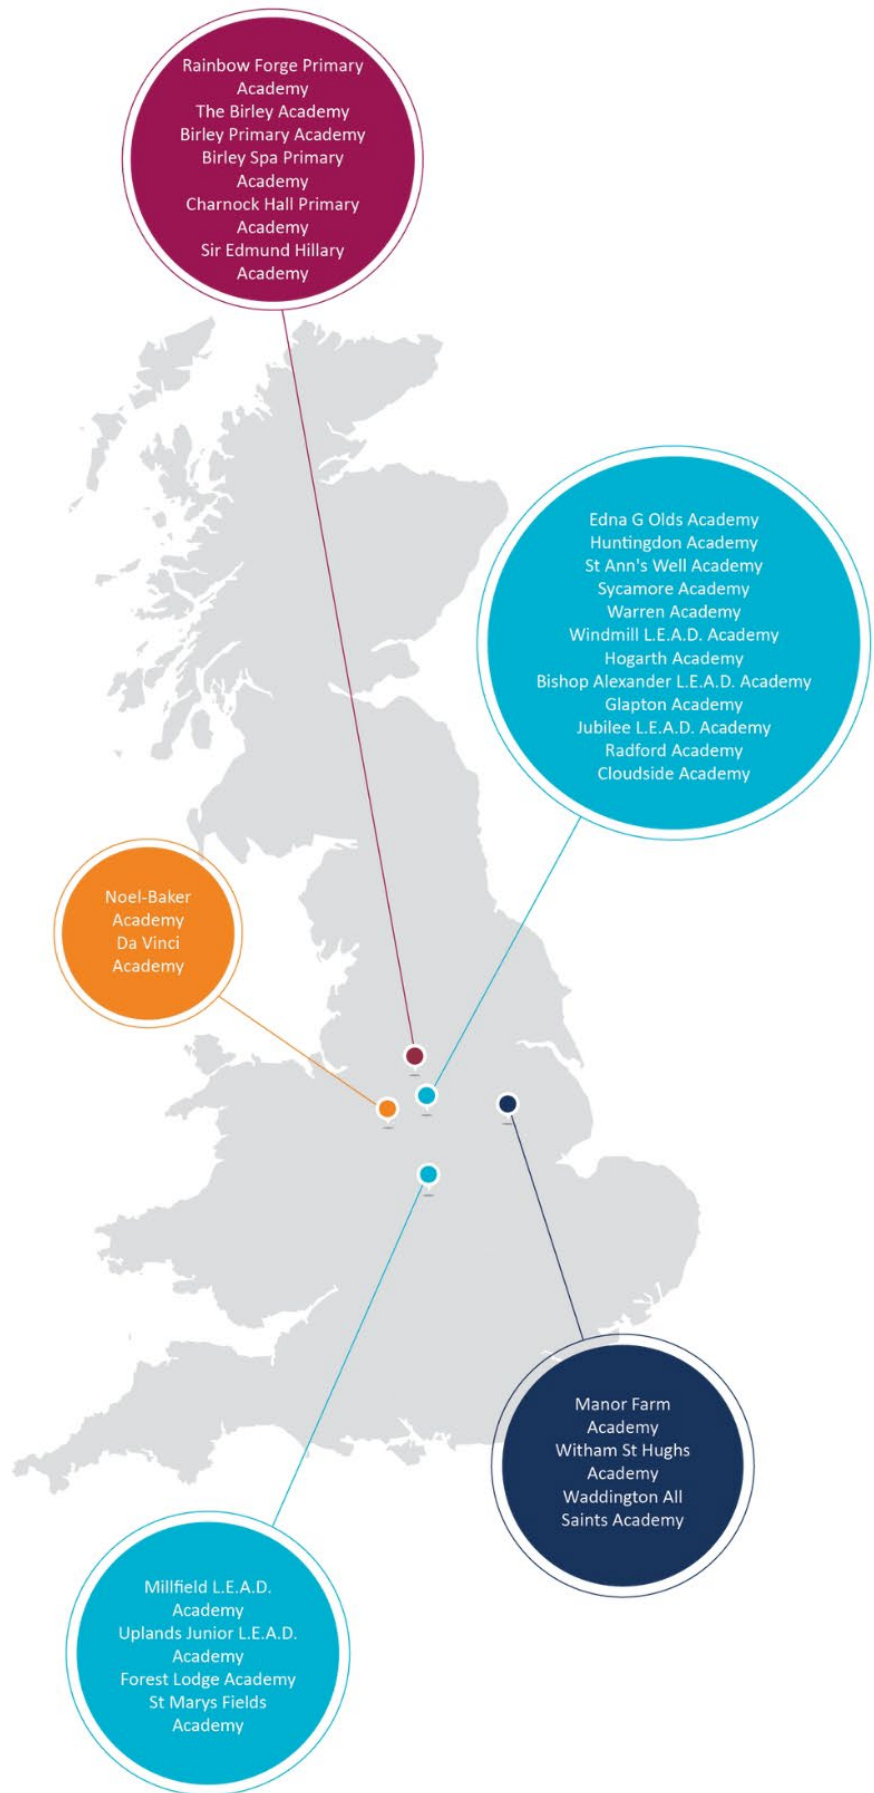 Rainbow Forge Primary
Academy
The Birley Academy
Birley Primary Academy
Birley Spa Primary
Academy
Charnock Hall Primary
Academy
Sir Edmund Hillary
Academy
Edna G Olds Academy
Huntingdon Academy
St Ann's Well Academy
Sycamore Academy
Warren Academy
Windmill L.E.A.D. Academy
Hogarth Academy
Bishop Alexander L.E.A.D. Academy
Glapton Academy
Jubilee L.E.A.D. Academy
Radford Academy
Cloudside Academy
Noel-Baker
Academy
Da Vinci
Academy
Manor Farm
Academy
Witham St Hughs
Academy
Waddington All
Saints Academy
Millfield L.E.A.D.
Academy
Uplands Junior L.E.A.D.
Academy
Forest Lodge Academy
St Marys Fields
Academy